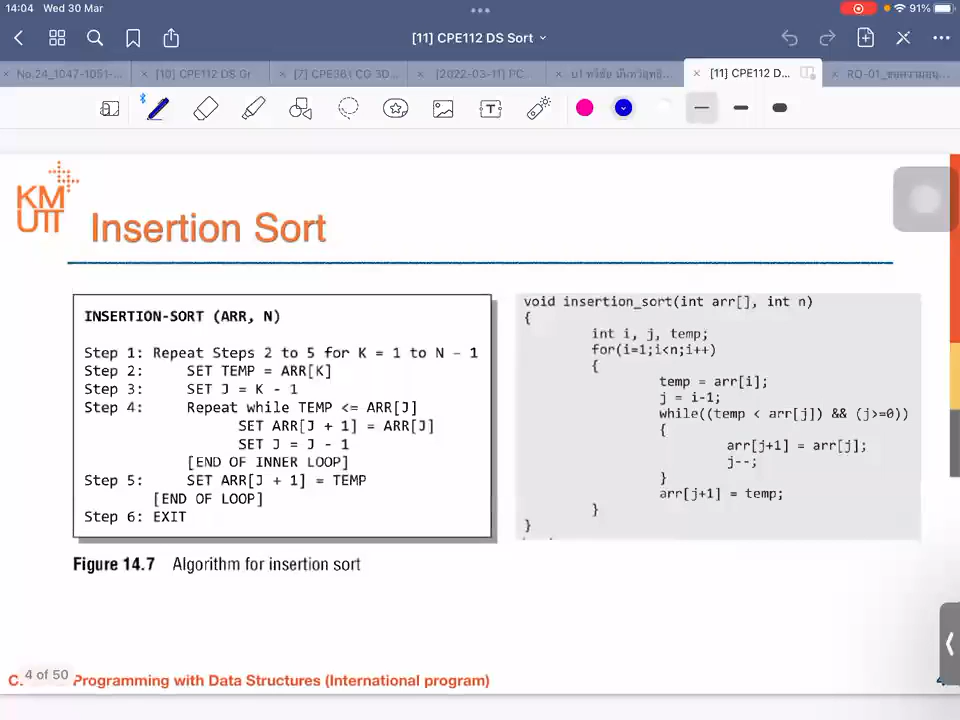 14:04 Wed 30 Mar
91%
[11] CPE112 DS Sort
No.24_1047-1051-...
[10] CPE112 DS Gr
[7] CPE361 CG 3D...
[2022-03-11] PC...
[11] CPE112 D...
KM
UTT
Insertion Sort
INSERTION-SORT (ARR, N)
Step 1: Repeat Steps 2 to 5 for K = 1 to N – 1
Step 2: SET TEMP = ARR[K]
Step 3: SET J = K - 1
Step 4: Repeat while TEMP <= ARR[J]
SET ARR[J + 1] = ARR[J]
SET J = J - 1
[END OF INNER LOOP]
Step 5: SET ARR[J + 1] = TEMP
[END OF LOOP]
Step 6: EXIT
void insertion_sort(int arr[], int n)
{
int i, j, temp;
for(i=1;i<n;i++)
{
temp = arr[i];
j = i-1;
while((temp < arr[j]) && (j>=0))
{
arr[j+1] = arr[j];
j--;
}
arr[j+1] = temp;
}
}
Figure 14.7 Algorithm for insertion sort
4 of 50
Programming with Data Structures (International program)